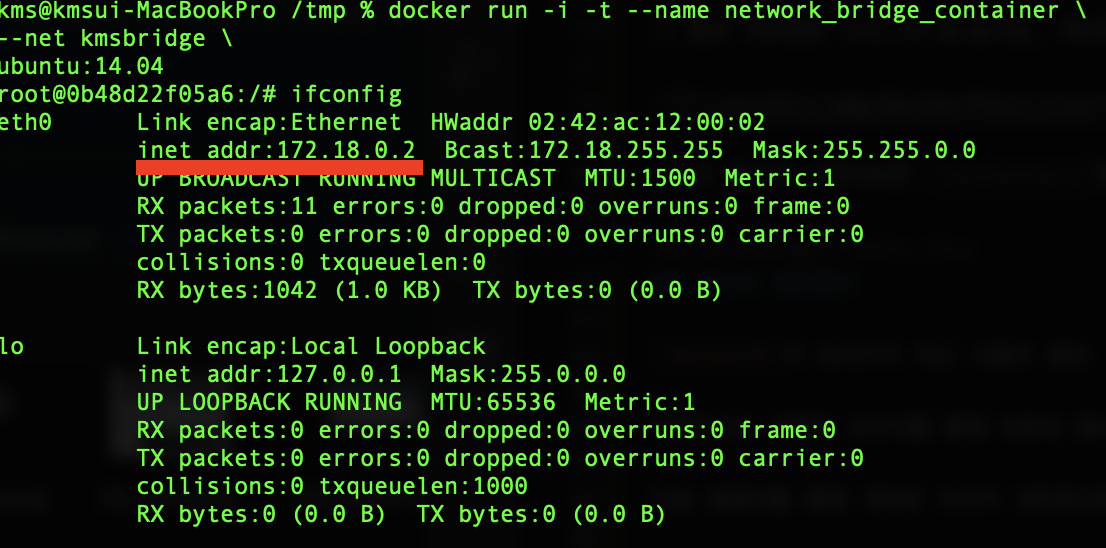 kms@kmsui-MacBookPro /tmp % docker run -i -t --name network_bridge_container \
--net kmsbridge \
ubuntu:14.04
root@0b48d22f05a6:/# ifconfig
eth0      Link encap:Ethernet  HWaddr 02:42:ac:12:00:02
          inet addr:172.18.0.2  Bcast:172.18.255.255  Mask:255.255.0.0
          UP BROADCAST RUNNING MULTICAST  MTU:1500  Metric:1
          RX packets:11 errors:0 dropped:0 overruns:0 frame:0
          TX packets:0 errors:0 dropped:0 overruns:0 carrier:0
          collisions:0 txqueuelen:0
          RX bytes:1042 (1.0 KB)  TX bytes:0 (0.0 B)

lo        Link encap:Local Loopback
          inet addr:127.0.0.1  Mask:255.0.0.0
          UP LOOPBACK RUNNING  MTU:65536  Metric:1
          RX packets:0 errors:0 dropped:0 overruns:0 frame:0
          TX packets:0 errors:0 dropped:0 overruns:0 carrier:0
          collisions:0 txqueuelen:1000
          RX bytes:0 (0.0 B)  TX bytes:0 (0.0 B)